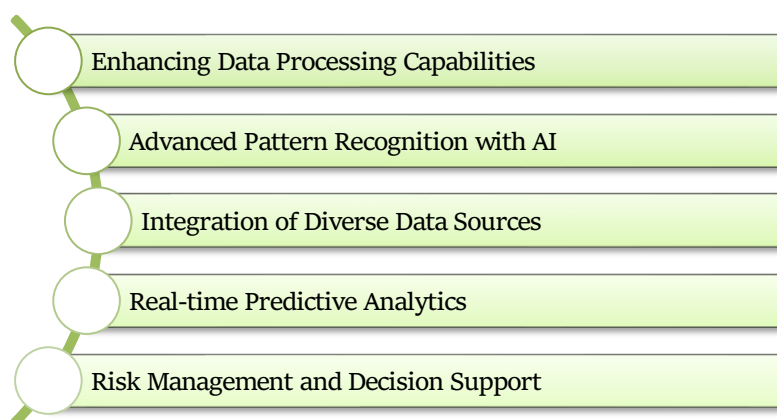 Enhancing Data Processing Capabilities
Advanced Pattern Recognition with AI
Integration of Diverse Data Sources
Real-time Predictive Analytics
Risk Management and Decision Support